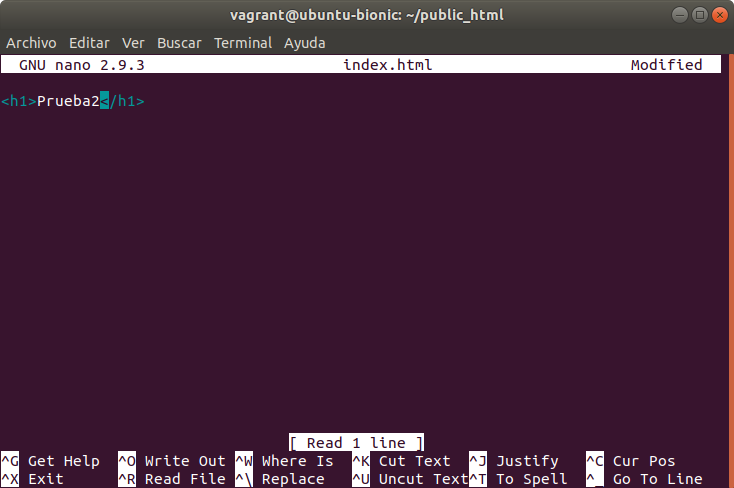 vagrant@ubuntu-bionic: ~/public_html
Archivo Editar Ver Buscar Terminal Ayuda
GNU nano 2.9.3 index.html Modified
<h1>Prueba2</h1>
[ Read 1 line ]
^G Get Help ^O Write Out ^W Where Is ^K Cut Text ^J Justify ^C Cur Pos
^X Exit ^R Read File ^\ Replace ^U Uncut Text ^T To Spell ^_ Go To Line